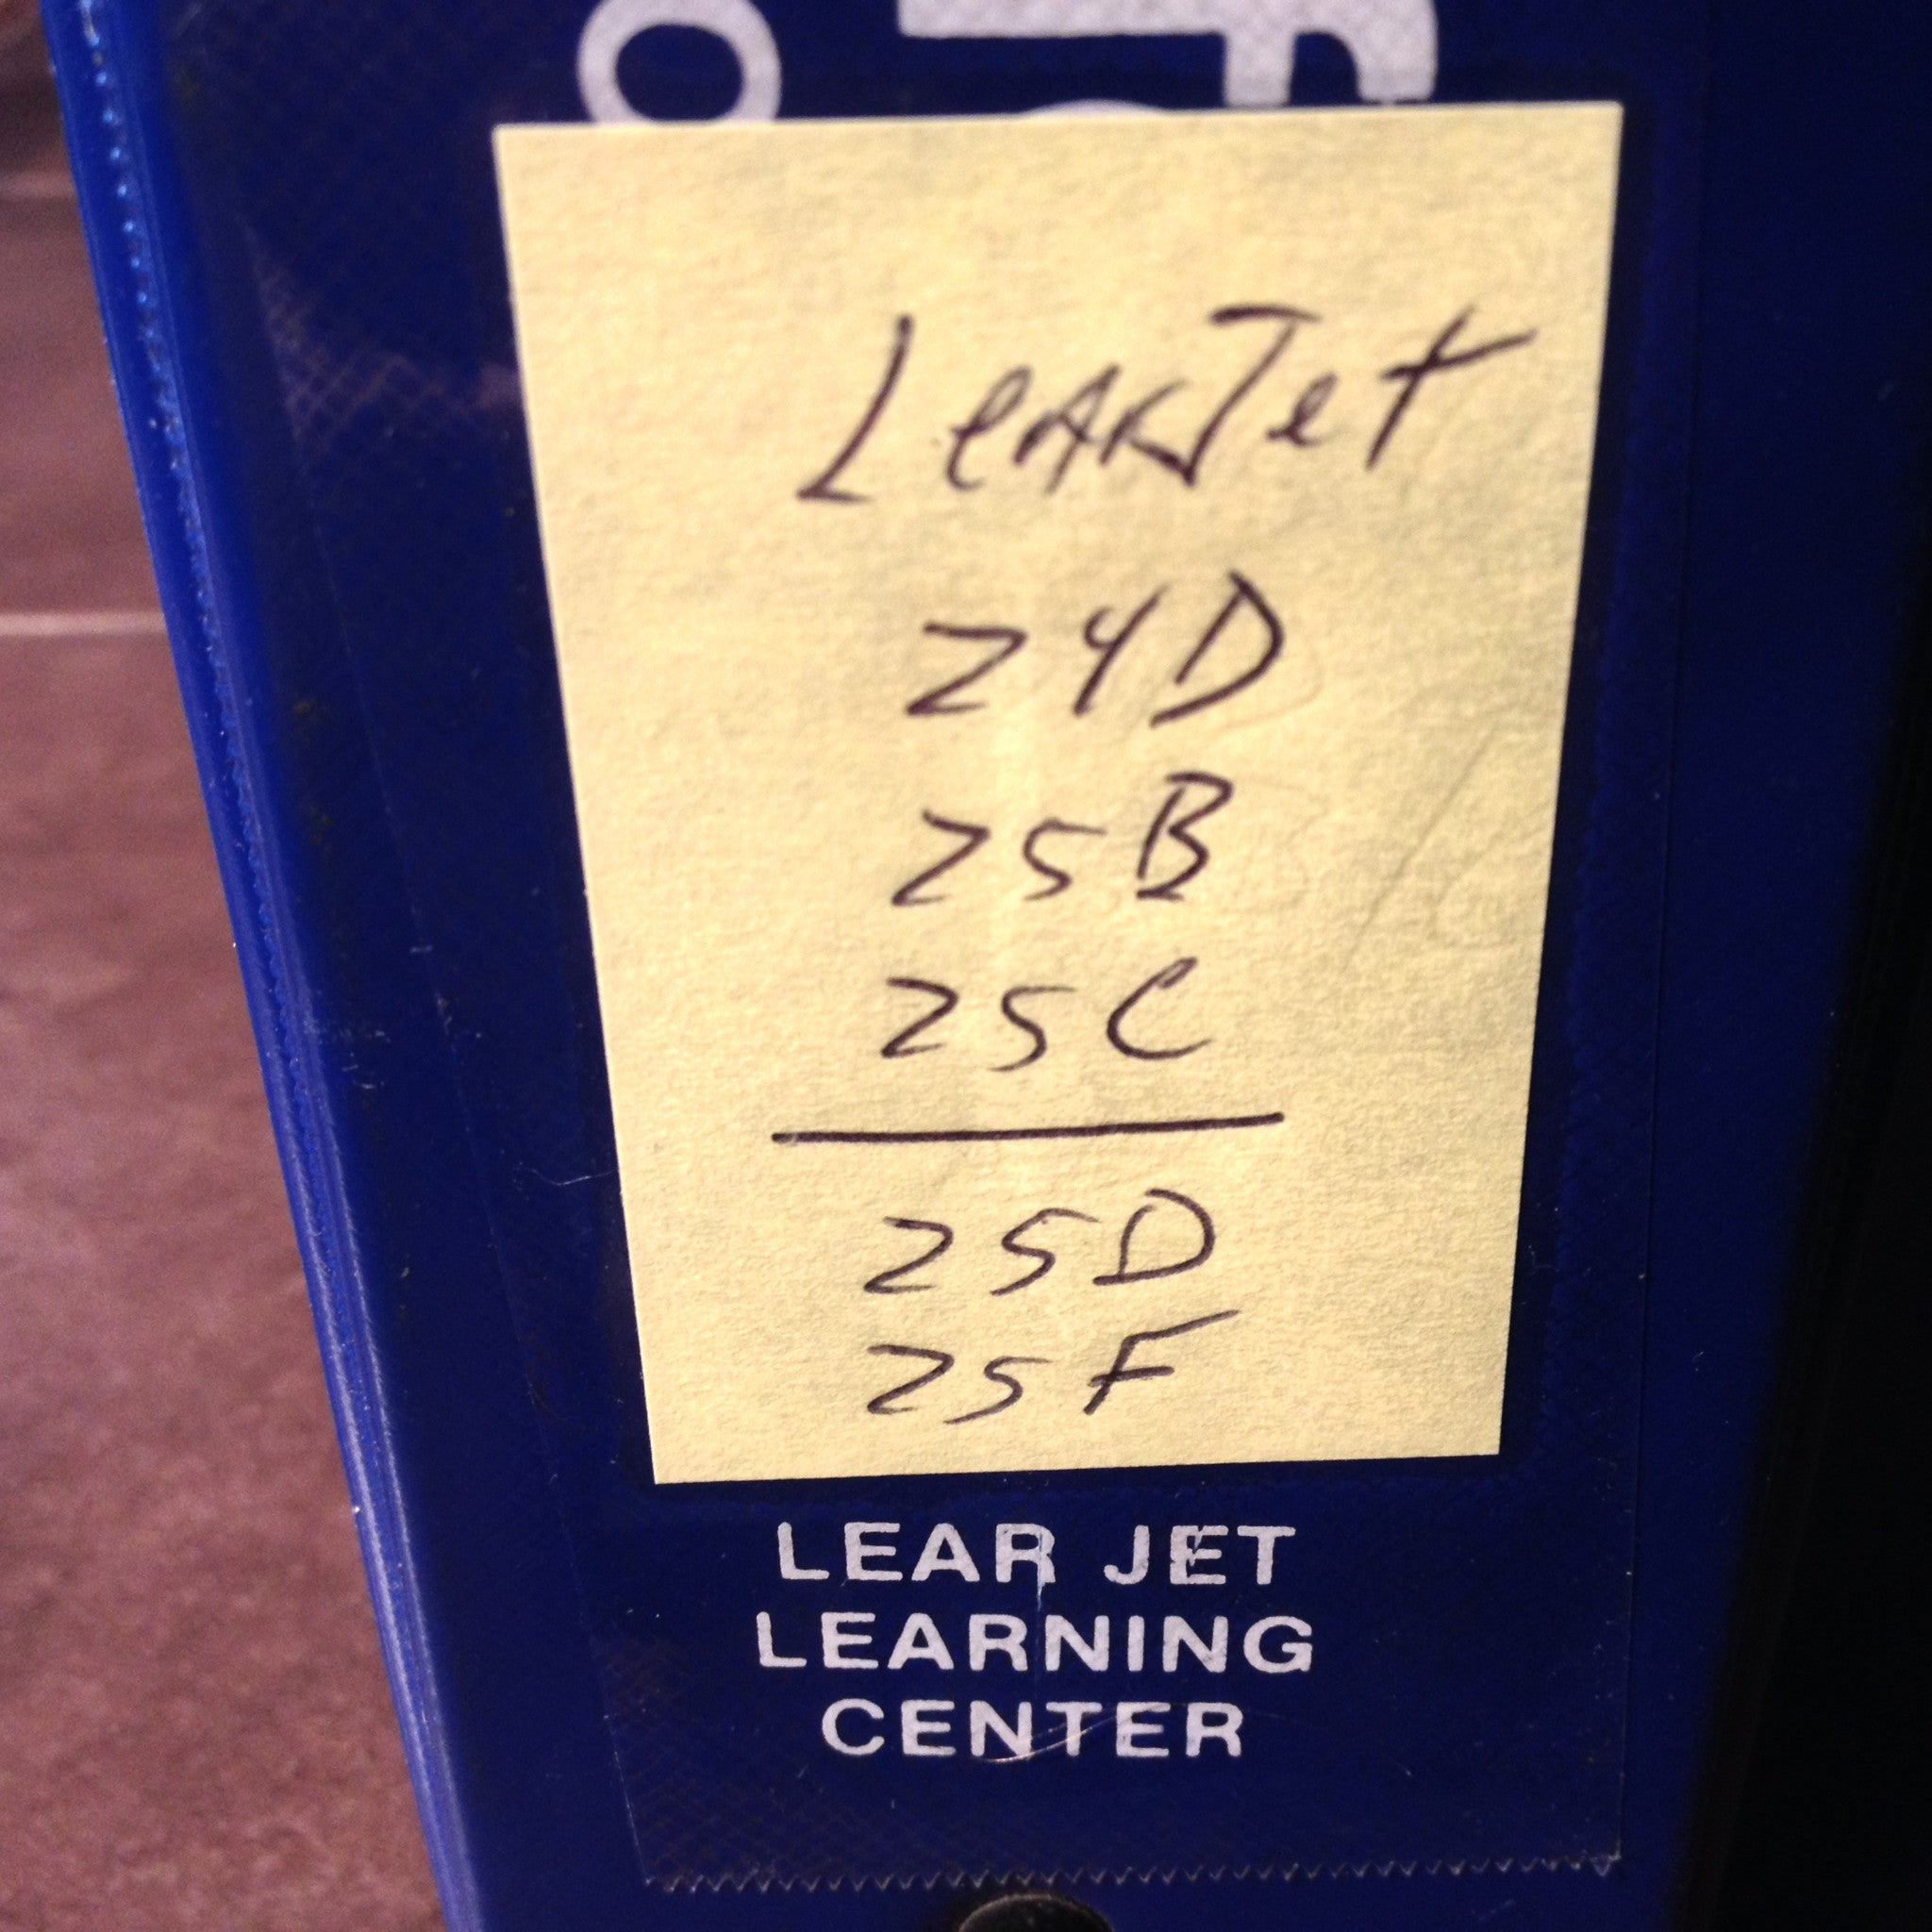 LearJet
24D
25B
25C
25D
25F
LEAR JET
LEARNING
CENTER